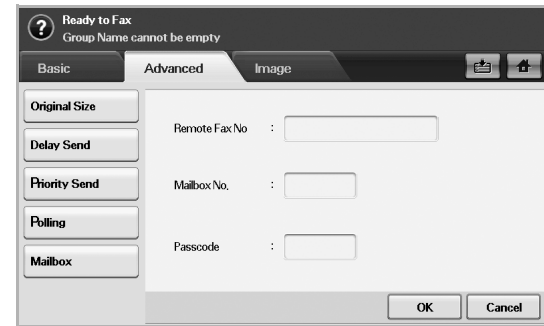 ?
Ready to Fax
Group Name cannot be empty
Basic
Advanced
Image
Original Size
Delay Send
Priority Send
Polling
Mailbox
Remote Fax No :
Mailbox No. :
Passcode :
OK
Cancel